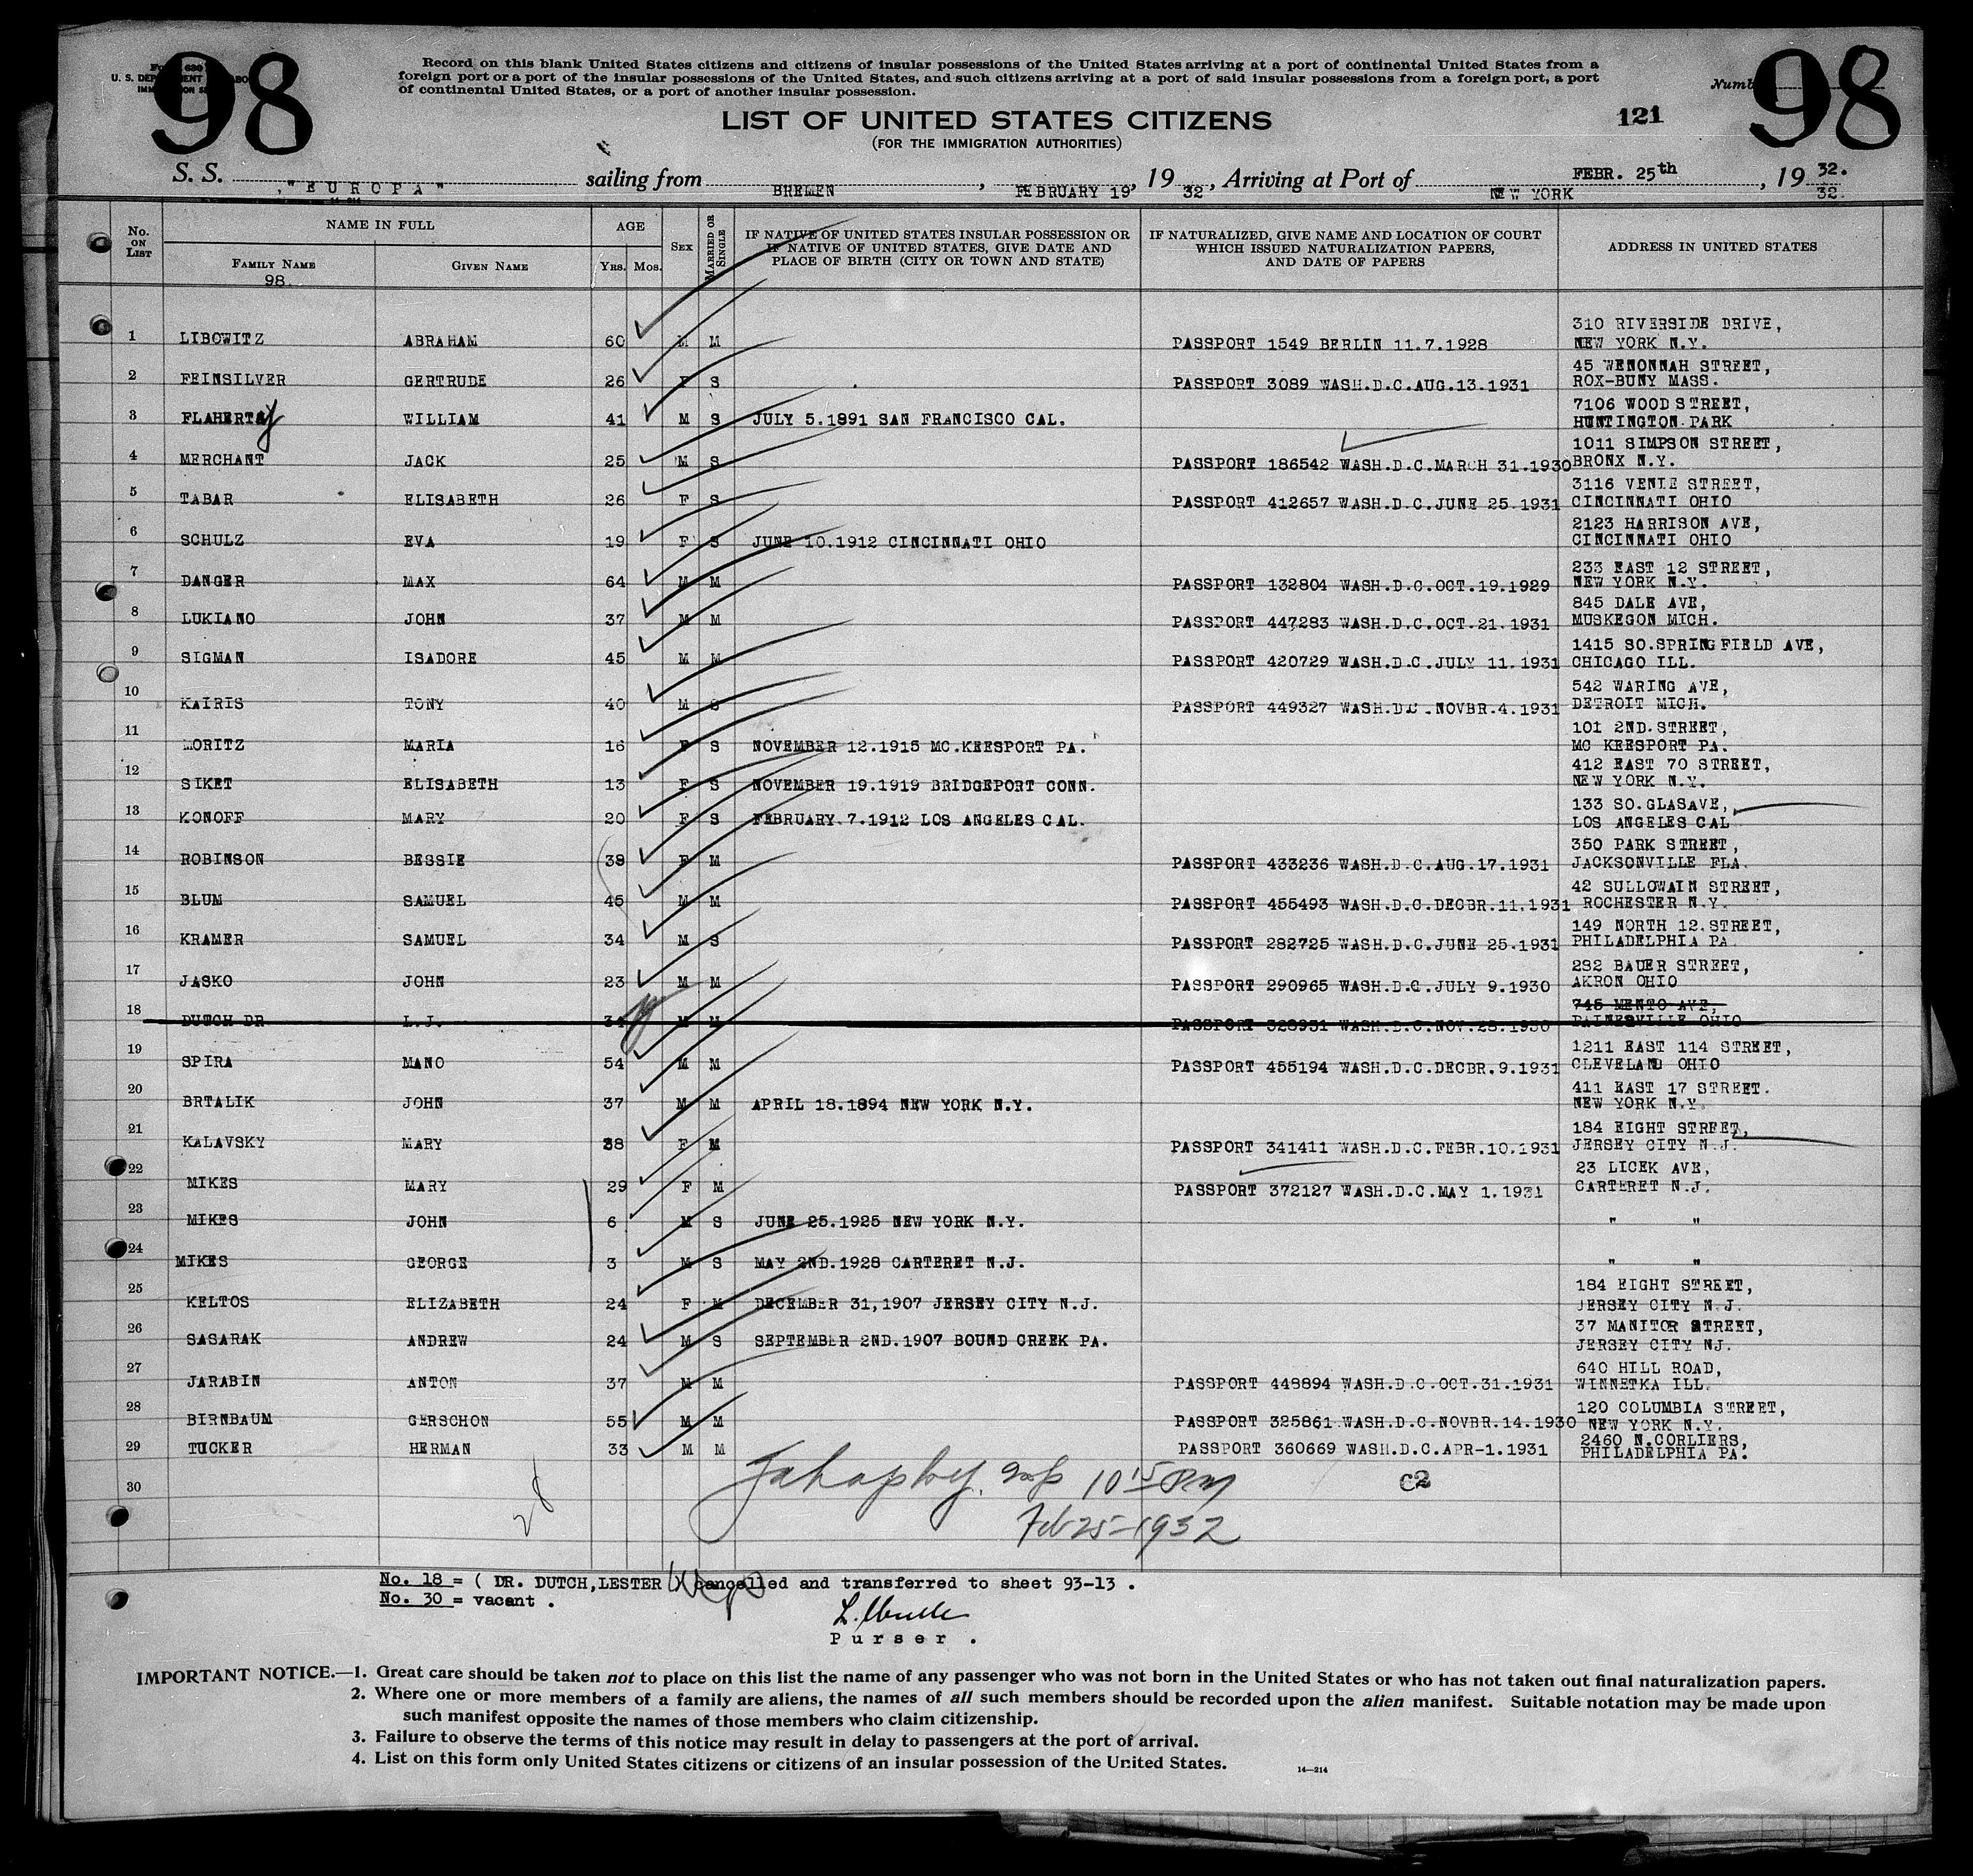 98
98
U. S. DEPARTMENT
Record on this blank United States citizens and citizens of insular possessions of the United States arriving at a port of continental United States from a
foreign port or a port of the insular possessions of the United States, and such citizens arriving at a port of said insular possessions from a foreign port, a port
of continental United States, or a port of another insular possession.
LIST OF UNITED STATES CITIZENS
121
(FOR THE IMMIGRATION AUTHORITIES)
S. S. "EUROPA" sailing from BREMEN, FEBRUARY 19, 19 32, Arriving at Port of NEW YORK FEBR. 25th, 19 32. 32.
No. ON LIST NAME IN FULL AGE SEX MARRIED OR SINGLE IF NATIVE OF UNITED STATES INSULAR POSSESSION OR IF NATIVE OF UNITED STATES, GIVE DATE AND PLACE OF BIRTH (CITY OR TOWN AND STATE) IF NATURALIZED, GIVE NAME AND LOCATION OF COURT WHICH ISSUED NATURALIZATION PAPERS, AND DATE OF PAPERS ADDRESS IN UNITED STATES
FAMILY NAME GIVEN NAME YRS. MOS.
98.
1 LIBOWITZ ABRAHAM 60 M M PASSPORT 1549 BERLIN 11.7.1928 310 RIVERSIDE DRIVE, NEW YORK N.Y.
2 FEINSILVER GERTRUDE 26 F S PASSPORT 3089 WASH.D.C.AUG.13.1931 45 WENONNAH STREET, ROX-BUNY MASS.
3 FLAHERTY WILLIAM 41 M S JULY 5.1891 SAN FRANCISCO CAL. 7106 WOOD STREET, HUNTINGTON PARK
4 MERCHANT JACK 25 M S PASSPORT 186542 WASH.D.C.MARCH 31.1930 1011 SIMPSON STREET, BRONX N.Y.
5 TABAR ELISABETH 26 F S PASSPORT 412657 WASH.D.C.JUNE 25.1931 3116 VENIE STREET, CINCINNATI OHIO
6 SCHULZ EVA 19 F S JUNE 10.1912 CINCINNATI OHIO 2123 HARRISON AVE, CINCINNATI OHIO
7 DANGER MAX 64 M M PASSPORT 132804 WASH.D.C.OCT.19.1929 233 EAST 12 STREET, NEW YORK N.Y.
8 LUKIANO JOHN 37 M M PASSPORT 447283 WASH.D.C.OCT.21.1931 845 DALE AVE, MUSKEGON MICH.
9 SIGMAN ISADORE 45 M M PASSPORT 420729 WASH.D.C.JULY 11.1931 1415 SO.SPRINGFIELD AVE, CHICAGO ILL.
10 KAIRIS TONY 40 M S PASSPORT 449327 WASH.D.C.NOVBR.4.1931 542 WARING AVE, DETROIT MICH.
11 MORITZ MARIA 16 F S NOVEMBER 12.1915 MC.KEESPORT PA. 101 2ND.STREET, MC KEESPORT PA.
12 SIKET ELISABETH 13 F S NOVEMBER 19.1919 BRIDGEPORT CONN. 412 EAST 70 STREET, NEW YORK N.Y.
13 KONOFF MARY 20 F S FEBRUARY.7.1912 LOS ANGELES CAL. 133 SO.GLASAVE, LOS ANGELES CAL
14 ROBINSON BESSIE 39 F M PASSPORT 433236 WASH.D.C.AUG.17.1931 350 PARK STREET, JACKSONVILLE FLA.
15 BLUM SAMUEL 45 M M PASSPORT 455493 WASH.D.C.DECBR.11.1931 42 SULLOWAIN STREET, ROCHESTER N.Y.
16 KRAMER SAMUEL 34 M S PASSPORT 282725 WASH.D.C.JUNE 25.1931 149 NORTH 12.STREET, PHILADELPHIA PA.
17 JASKO JOHN 23 M M PASSPORT 290965 WASH.D.C.JULY 9.1930 292 BAUER STREET, AKRON OHIO
18 DUTCH DR L.J. 34 M M PASSPORT 328931 WASH.D.C.NOV.28.1930 745 MENTO AVE, PAINESVILLE OHIO
19 SPIRA MANO 54 M M PASSPORT 455194 WASH.D.C.DECBR.9.1931 1211 EAST 114 STREET, CLEVELAND OHIO
20 BRTALIK JOHN 37 M M APRIL 18.1894 NEW YORK N.Y. 411 EAST 17 STREET. NEW YORK N.Y.
21 KALAVSKY MARY 38 F M PASSPORT 341411 WASH.D.C.FEBR.10.1931 184 EIGHT STREET, JERSEY CITY N.J.
22 MIKES MARY 29 F M PASSPORT 372127 WASH.D.C.MAY 1.1931 23 LICEK AVE, CARTERET N.J.
23 MIKES JOHN 6 M S JUNE 25.1925 NEW YORK N.Y. " "
24 MIKES GEORGE 3 M S MAY 2ND.1928 CARTERET N.J. " "
25 KELTOS ELIZABETH 24 F M DECEMBER 31,1907 JERSEY CITY N.J. 184 EIGHT STREET, JERSEY CITY N.J.
26 SASARAK ANDREW 24 M S SEPTEMBER 2ND.1907 BOUND CREEK PA. 37 MANITOR STREET, JERSEY CITY NJ.
27 JARABIN ANTON 37 M M PASSPORT 448894 WASH.D.C.OCT.31.1931 640 HILL ROAD, WINNETKA ILL.
28 BIRNBAUM GERSCHON 55 M M PASSPORT 325861 WASH.D.C.NOVBR.14.1930 120 COLUMBIA STREET, NEW YORK N.Y.
29 TUCKER HERMAN 33 M M PASSPORT 360669 WASH.D.C.APR-1.1931 2460 N.CORLIERS, PHILADELPHIA PA.
30 c2
10 15 PM
Feb 25-1932
28
No. 18 = ( DR. DUTCH,LESTER cancelled and transferred to sheet 93-13 .
No. 30 = vacant .
Purser .
IMPORTANT NOTICE.—1. Great care should be taken not to place on this list the name of any passenger who was not born in the United States or who has not taken out final naturalization papers.
2. Where one or more members of a family are aliens, the names of all such members should be recorded upon the alien manifest. Suitable notation may be made upon
such manifest opposite the names of those members who claim citizenship.
3. Failure to observe the terms of this notice may result in delay to passengers at the port of arrival.
4. List on this form only United States citizens or citizens of an insular possession of the United States.
14—214